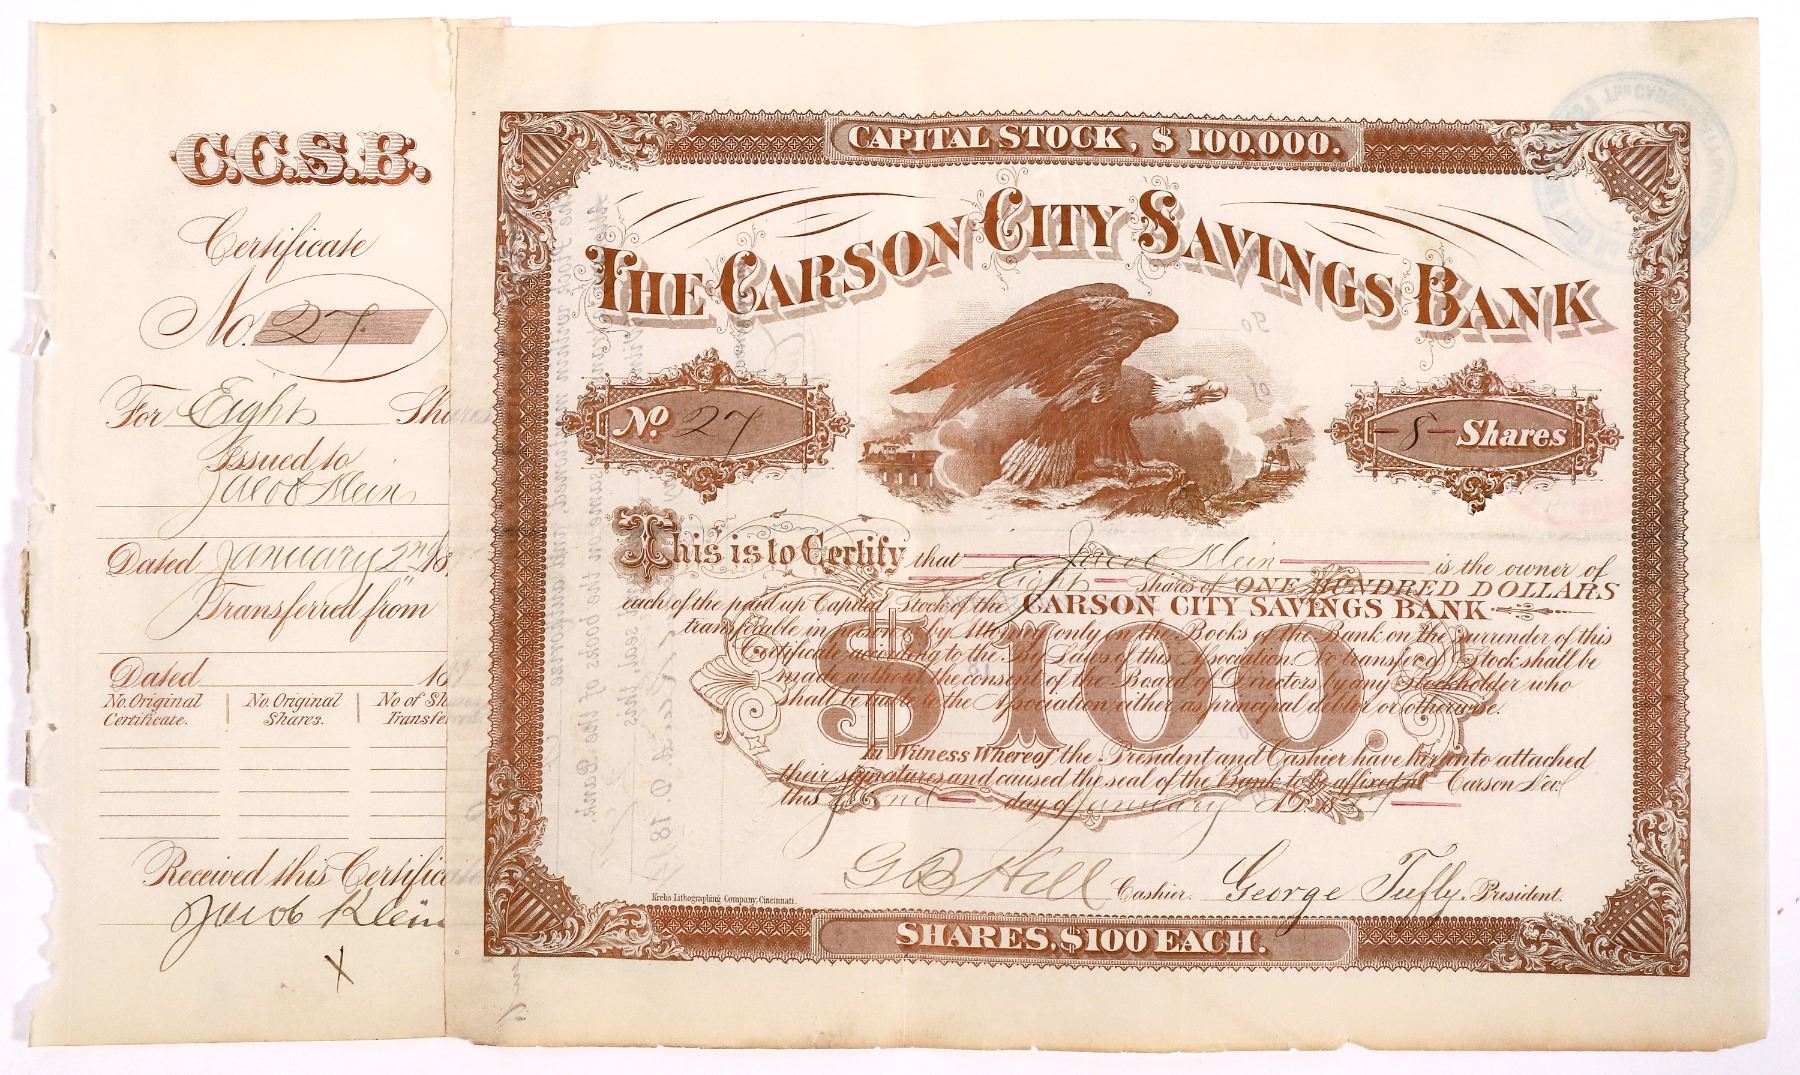 C.C.S.B.
Certificate
No. 27
For Eight Shares
Issued to
Jacob Klein
Dated January 2nd 18
Transferred from
Dated 18
No. Original Certificate.
No. Original Shares.
No of Shares Transferred
Received this Certificate
Jacob Klein
X
CAPITAL STOCK, $100,000.
THE CARSON CITY SAVINGS BANK
No. 27
-8- Shares
This is to Certify that Jacob Klein is the owner of
Eight Shares of ONE HUNDRED DOLLARS
each of the paid up Capital Stock of the CARSON CITY SAVINGS BANK
transferable in person or by Attorney only on the Books of the Bank on the surrender of this
Certificate according to the By Laws of this Association. No transfer of Stock shall be
made without the consent of the Board of Directors by any Stockholder who
shall be liable to the Association, either as principal debtor or otherwise.
$100.
In Witness Whereof the President and Cashier have hereunto attached
their signatures and caused the seal of the Bank to be affixed at Carson Nev.
this Second day of January A.D. 18
G B Hill Cashier. George Tufly. President.
Krebs Lithographing Company, Cincinnati.
SHARES, $100 EACH.